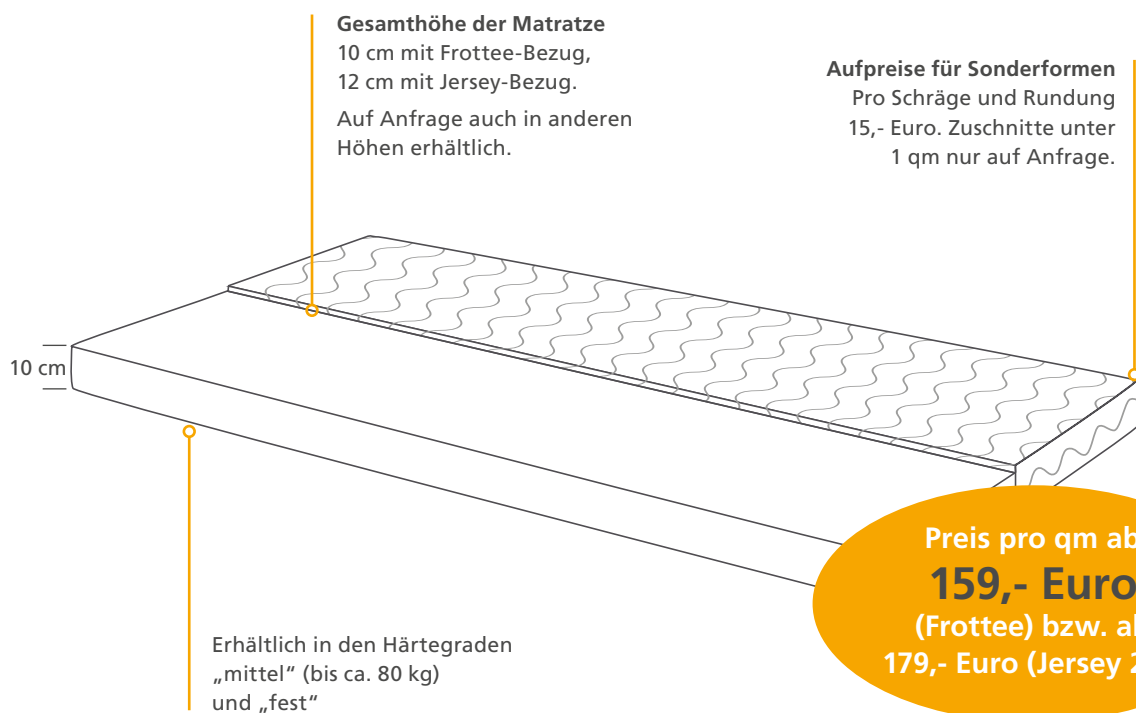 Gesamthöhe der Matratze
10 cm mit Frottee-Bezug,
12 cm mit Jersey-Bezug.
Auf Anfrage auch in anderen
Höhen erhältlich.
Aufpreise für Sonderformen
Pro Schräge und Rundung
15,- Euro. Zuschnitte unter
1 qm nur auf Anfrage.
10 cm
Preis pro qm ab
159,- Euro
(Frottee) bzw.
179,- Euro (Jersey
Erhältlich in den Härtegraden
„mittel“ (bis ca. 80 kg)
und „fest“